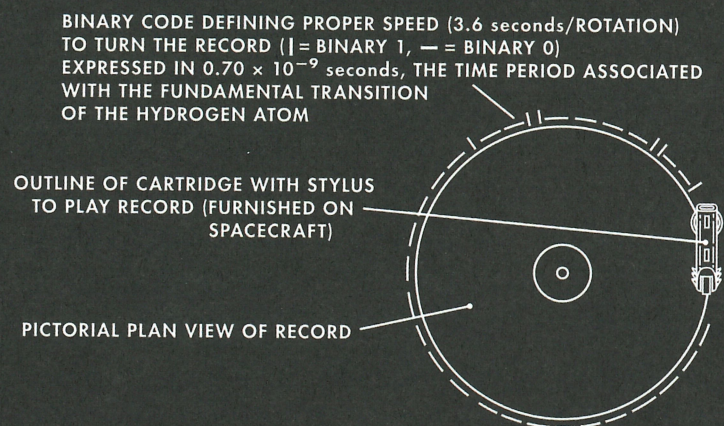 BINARY CODE DEFINING PROPER SPEED (3.6 seconds/ROTATION)
TO TURN THE RECORD (|= BINARY 1, — = BINARY 0)
EXPRESSED IN 0.70 × 10⁻⁹ seconds, THE TIME PERIOD ASSOCIATED
WITH THE FUNDAMENTAL TRANSITION
OF THE HYDROGEN ATOM
OUTLINE OF CARTRIDGE WITH STYLUS
TO PLAY RECORD (FURNISHED ON
SPACECRAFT)
PICTORIAL PLAN VIEW OF RECORD